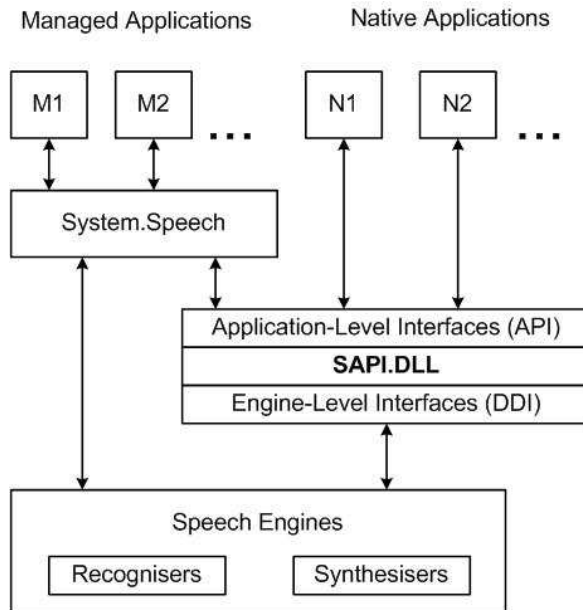 Managed Applications
Native Applications
M1
M2
...
N1
N2
...
System.Speech
Application-Level Interfaces (API)
SAPI.DLL
Engine-Level Interfaces (DDI)
Speech Engines
Recognisers
Synthesisers